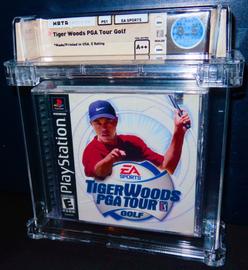 WATA
PS1
EA SPORTS
Tiger Woods PGA Tour Golf
*Made/Printed in USA, E Rating
A++
PlayStation
EA
SPORTS
TIGER WOODS
PGA TOUR
GOLF
E